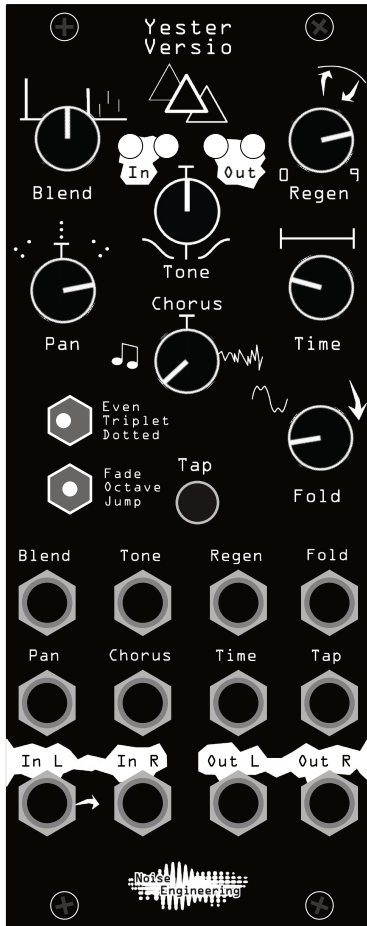 Yester
Versio
In
Out
Blend
Regen
0
9
Tone
Chorus
Pan
Time
Even
Triplet
Dotted
Fade
Octave
Jump
Tap
Fold
Blend Tone Regen Fold
Pan Chorus Time Tap
In L In R Out L Out R
Noise
Engineering